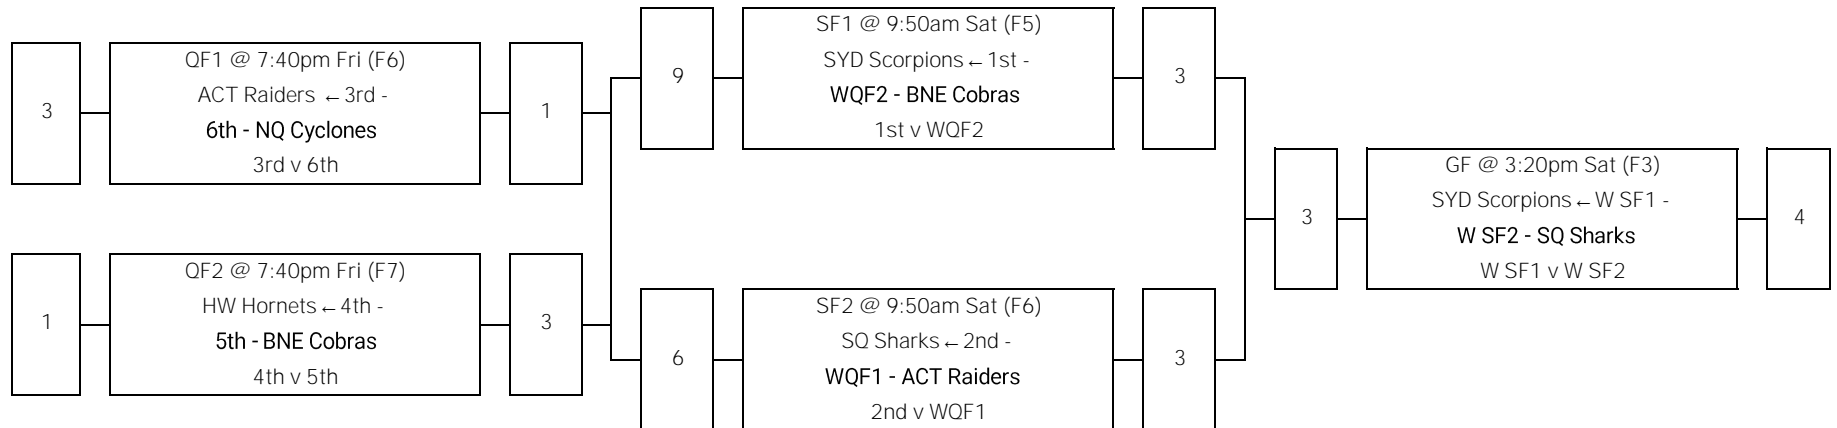 3
QF1 @ 7:40pm Fri (F6)
ACT Raiders ←3rd -
6th - NQ Cyclones
3rd v 6th
1
1
QF2 @ 7:40pm Fri (F7)
HW Hornets←4th -
5th - BNE Cobras
4th v 5th
3
9
SF1 @ 9:50am Sat (F5)
SYD Scorpions←1st -
WQF2 - BNE Cobras
1st v WQF2
3
6
SF2 @ 9:50am Sat (F6)
SQ Sharks←2nd -
WQF1 - ACT Raiders
2nd v WQF1
3
3
GF @ 3:20pm Sat (F3)
SYD Scorpions←W SF1 -
W SF2 - SQ Sharks
W SF1 v W SF2
4